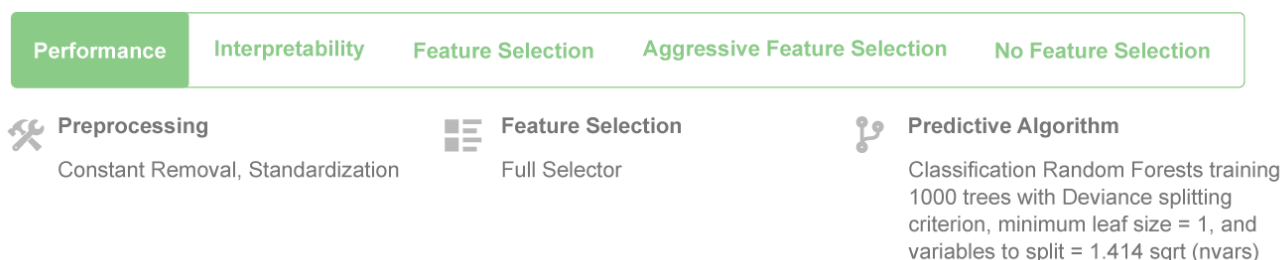 Performance
Interpretability
Feature Selection
Aggressive Feature Selection
No Feature Selection
Preprocessing
Constant Removal, Standardization
Feature Selection
Full Selector
Predictive Algorithm
Classification Random Forests training
1000 trees with Deviance splitting
criterion, minimum leaf size = 1, and
variables to split = 1.414 sqrt (nvars)